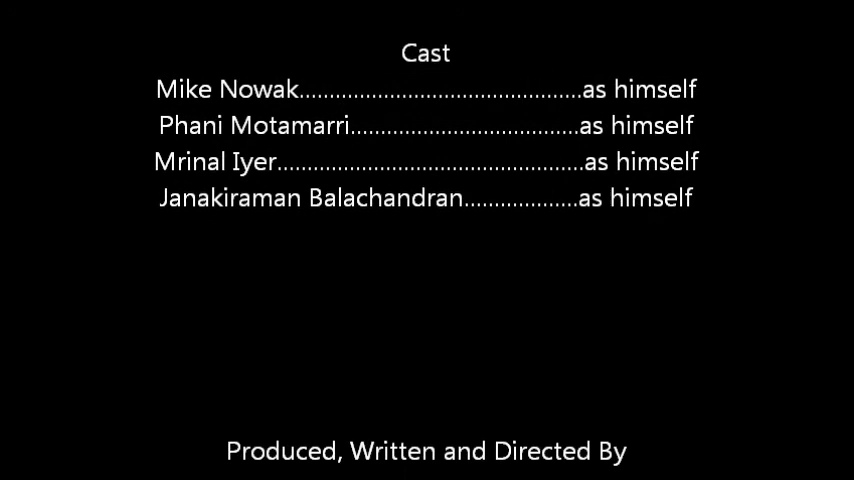 Cast
Mike Nowak...............................................as himself
Phani Motamarri......................................as himself
Mrinal Iyer...................................................as himself
Janakiraman Balachandran...................as himself
Produced, Written and Directed By